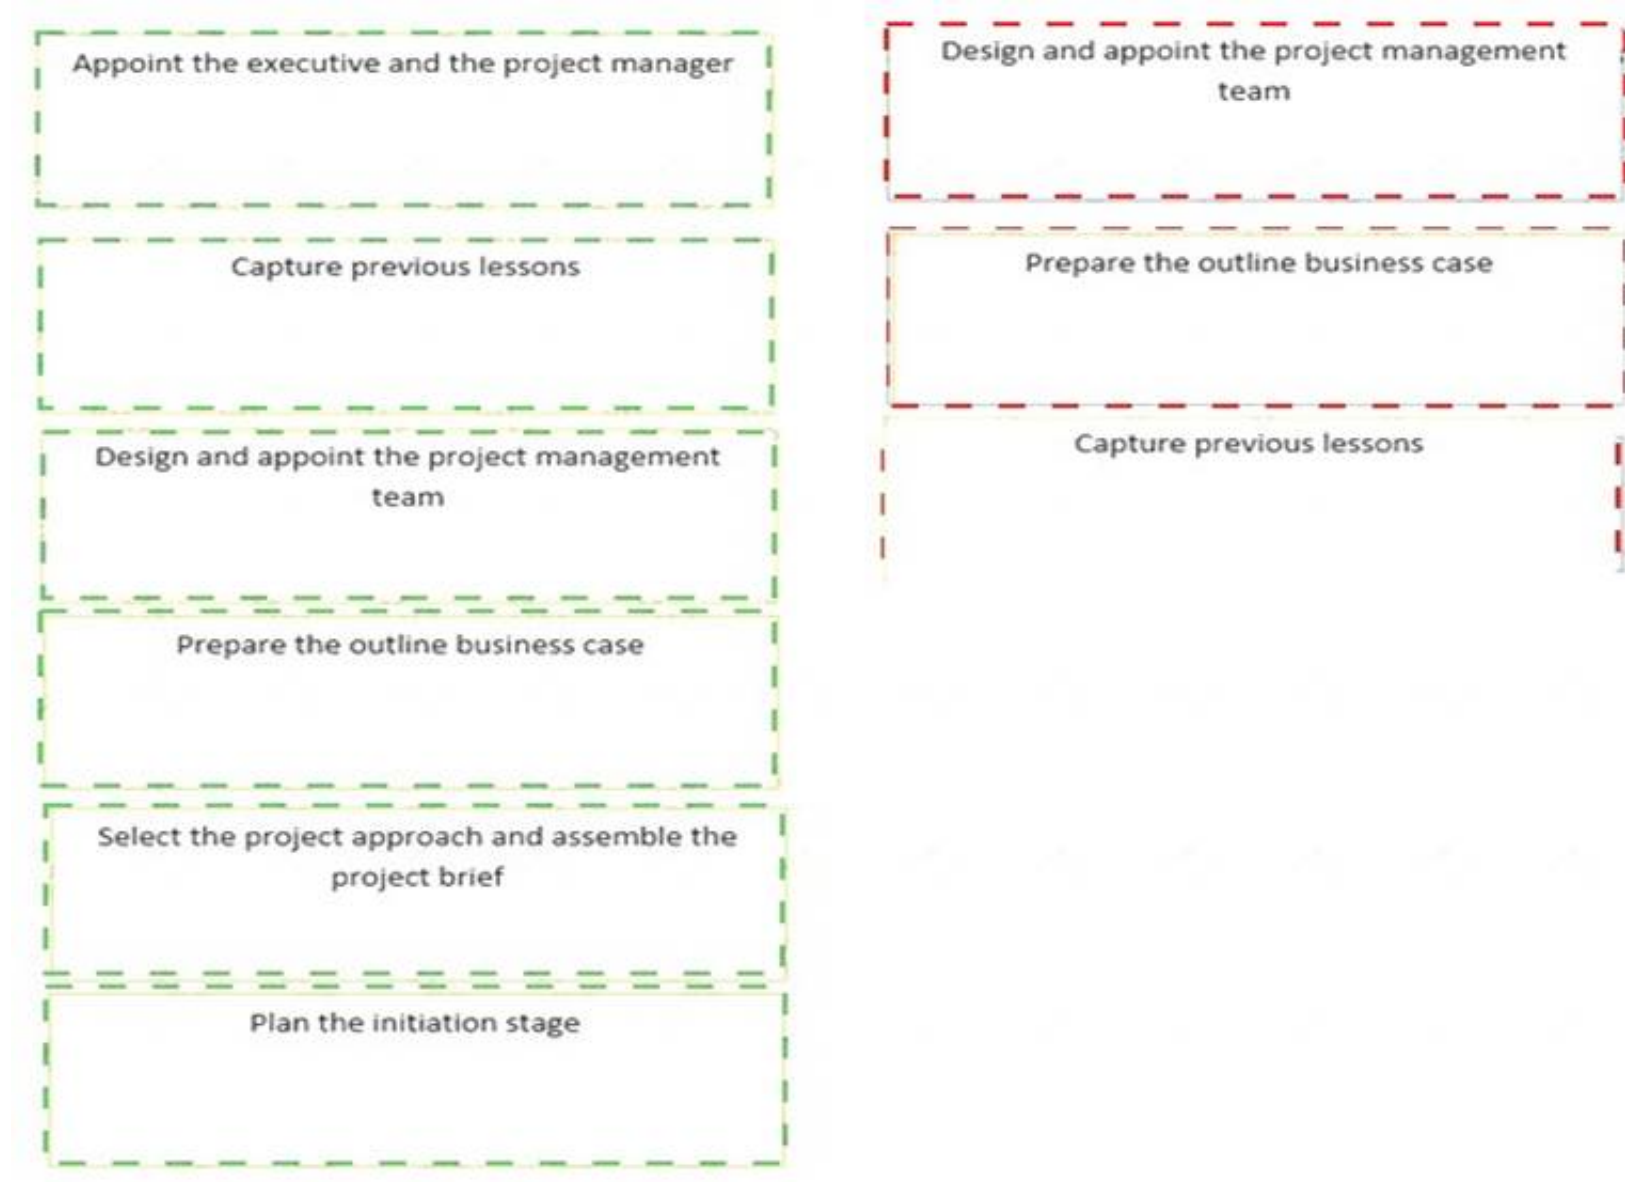 Appoint the executive and the project manager
Capture previous lessons
Design and appoint the project management
team
Prepare the outline business case
Select the project approach and assemble the
project brief
Plan the initiation stage
Design and appoint the project management
team
Prepare the outline business case
Capture previous lessons